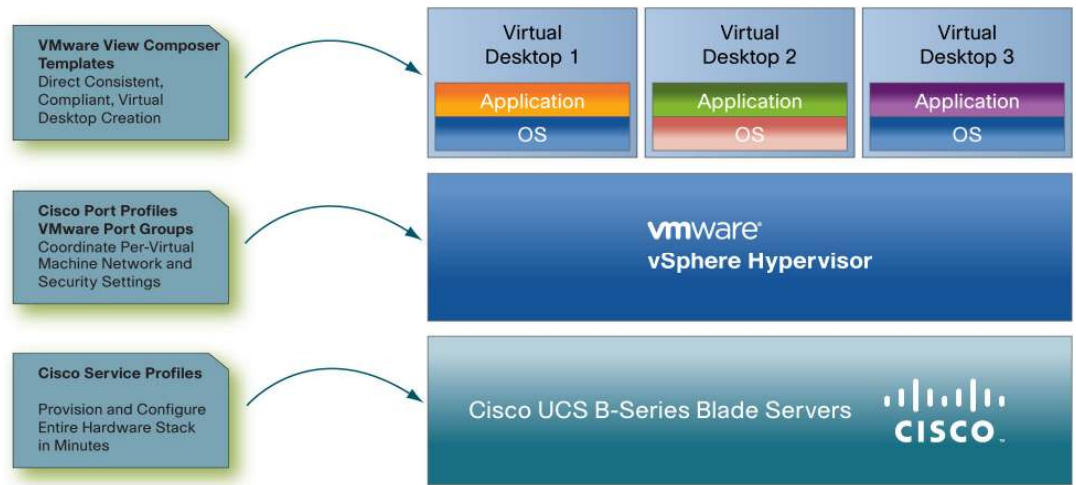 VMware View Composer
Templates
Direct Consistent,
Compliant, Virtual
Desktop Creation
Virtual
Desktop 1
Application
OS
Virtual
Desktop 2
Application
OS
Virtual
Desktop 3
Application
OS
Cisco Port Profiles
VMware Port Groups
Coordinate Per-Virtual
Machine Network and
Security Settings
vmware®
vSphere Hypervisor
Cisco Service Profiles
Provision and Configure
Entire Hardware Stack
in Minutes
Cisco UCS B-Series Blade Servers
CISCO™